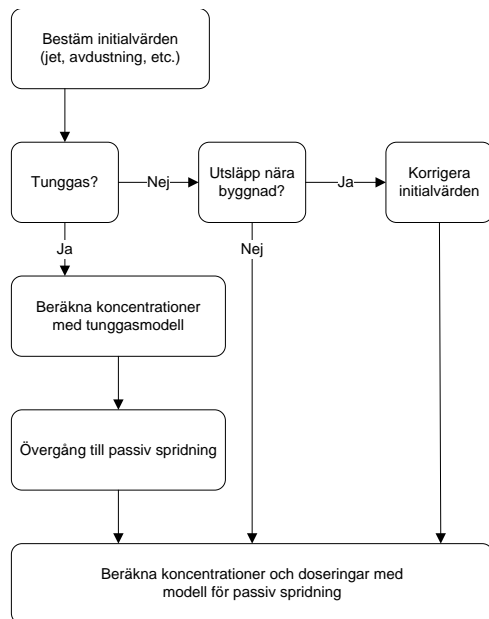 Bestäm initialvärden
(jet, avdustning, etc.)
Tunggas?
Nej
Utsläpp nära
byggnad?
Ja
Korrigera
initialvärden
Ja
Nej
Beräkna koncentrationer
med tunggasmodell
Övergång till passiv spridning
Beräkna koncentrationer och doseringar med
modell för passiv spridning